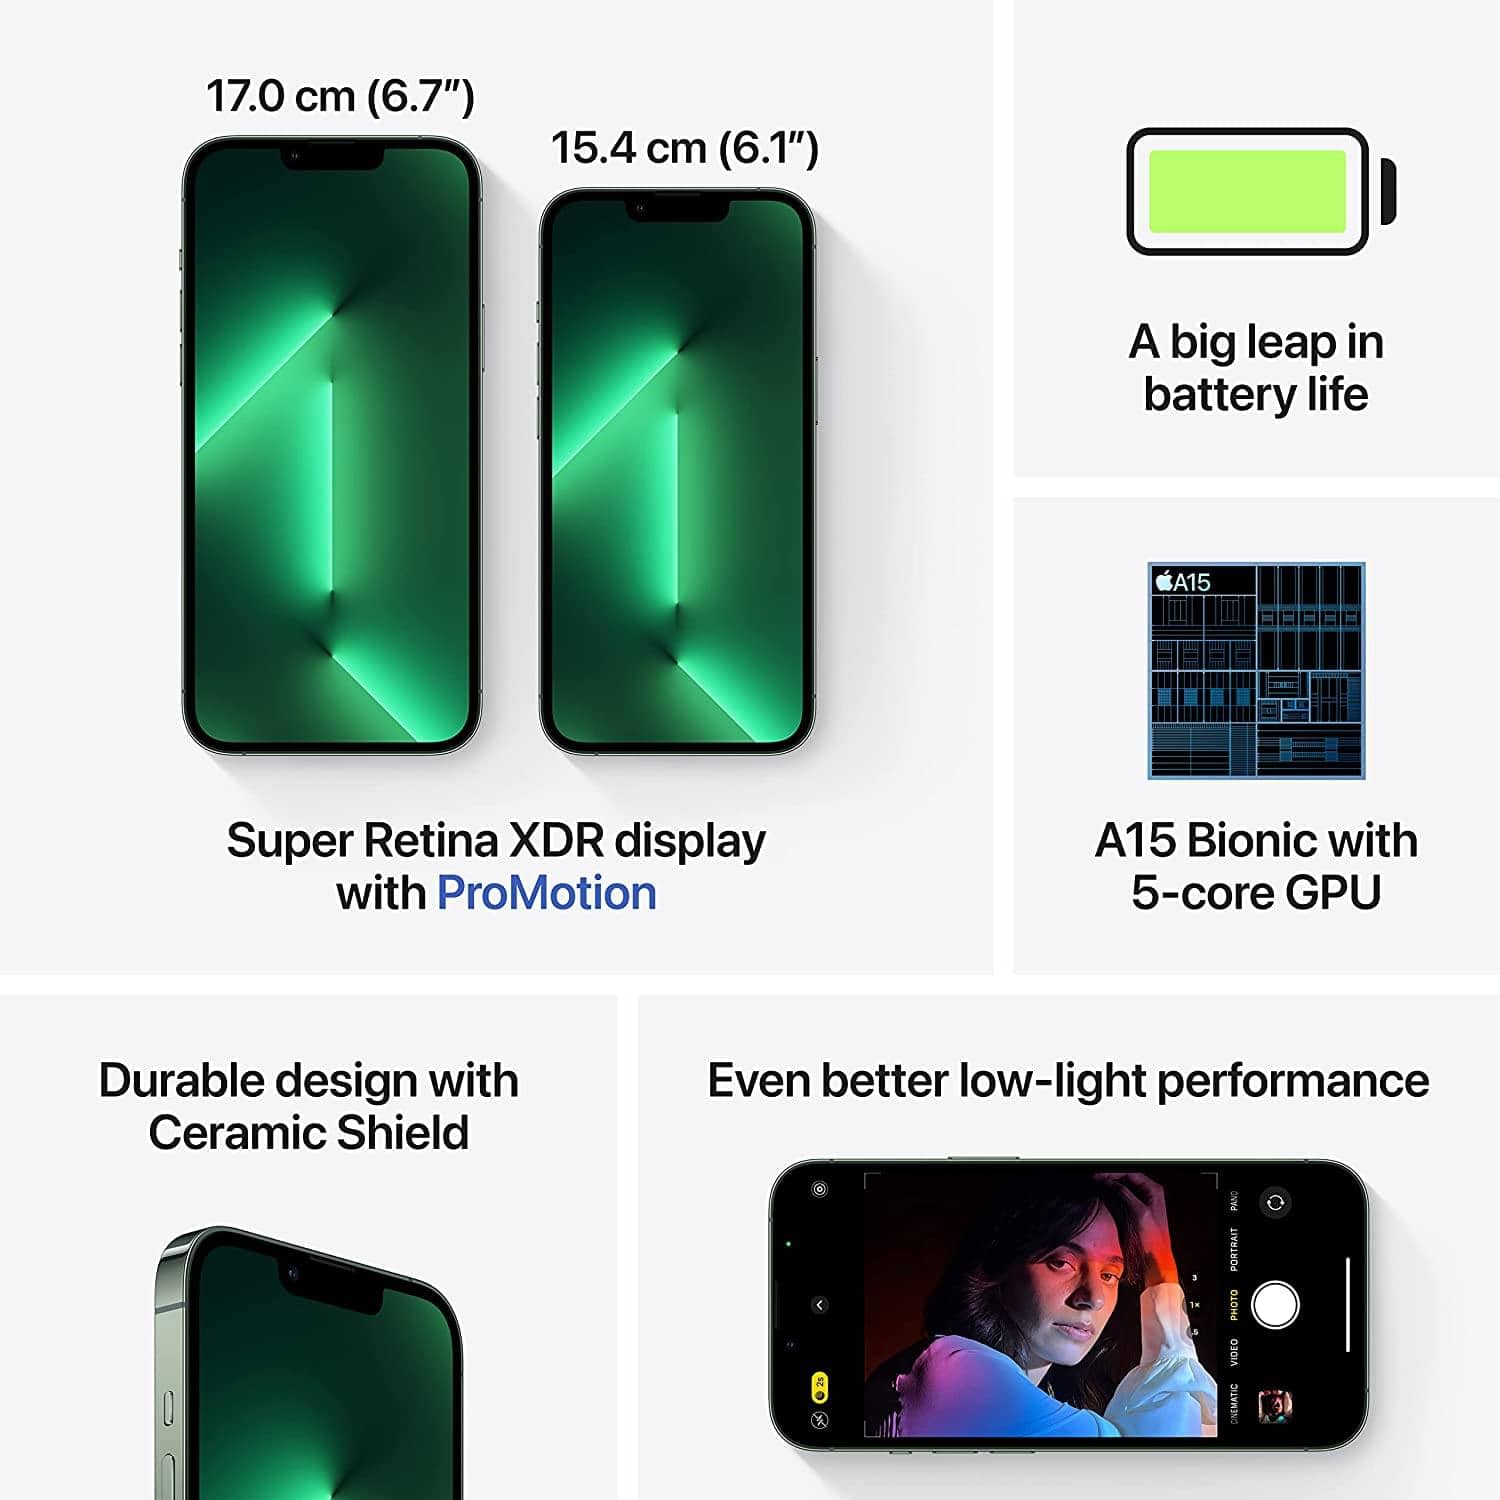 17.0 cm (6.7”)
15.4 cm (6.1”)
Super Retina XDR display
with ProMotion
A big leap in
battery life
A15
A15 Bionic with
5-core GPU
Durable design with
Ceramic Shield
Even better low-light performance
3
1×
.5
PANO
PORTRAIT
PHOTO
VIDEO
CINEMATIC
2s